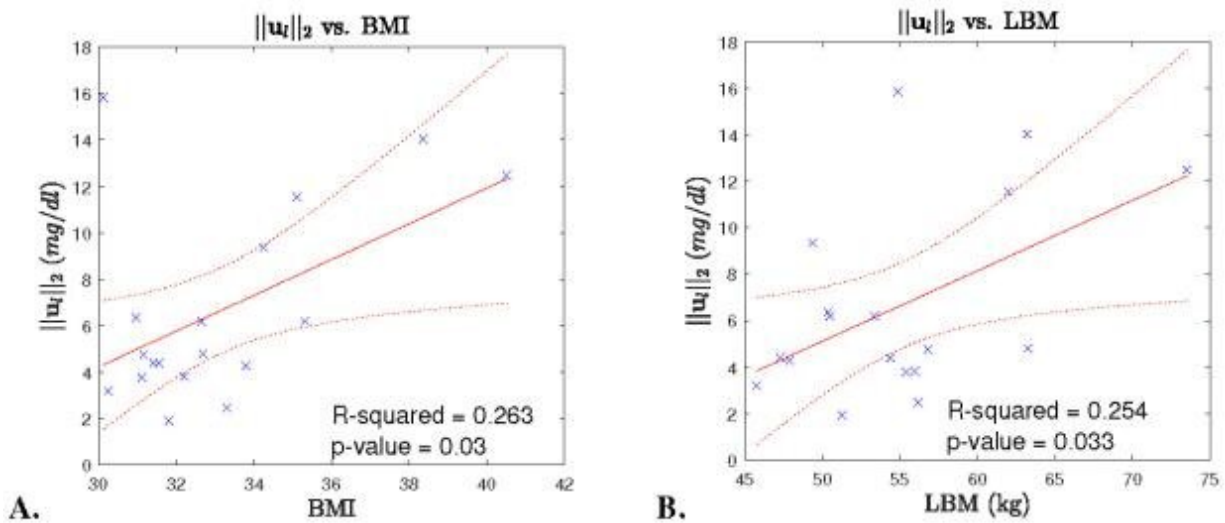 ||u_l||_2 vs. BMI
18
16
14
12
10
8
6
4
2
0
||u_l||_2 (mg/dl)
R-squared = 0.263
p-value = 0.03
30 32 34 36 38 40 42
BMI
A.
||u_l||_2 vs. LBM
18
16
14
12
10
8
6
4
2
0
||u_l||_2 (mg/dl)
R-squared = 0.254
p-value = 0.033
45 50 55 60 65 70 75
LBM (kg)
B.